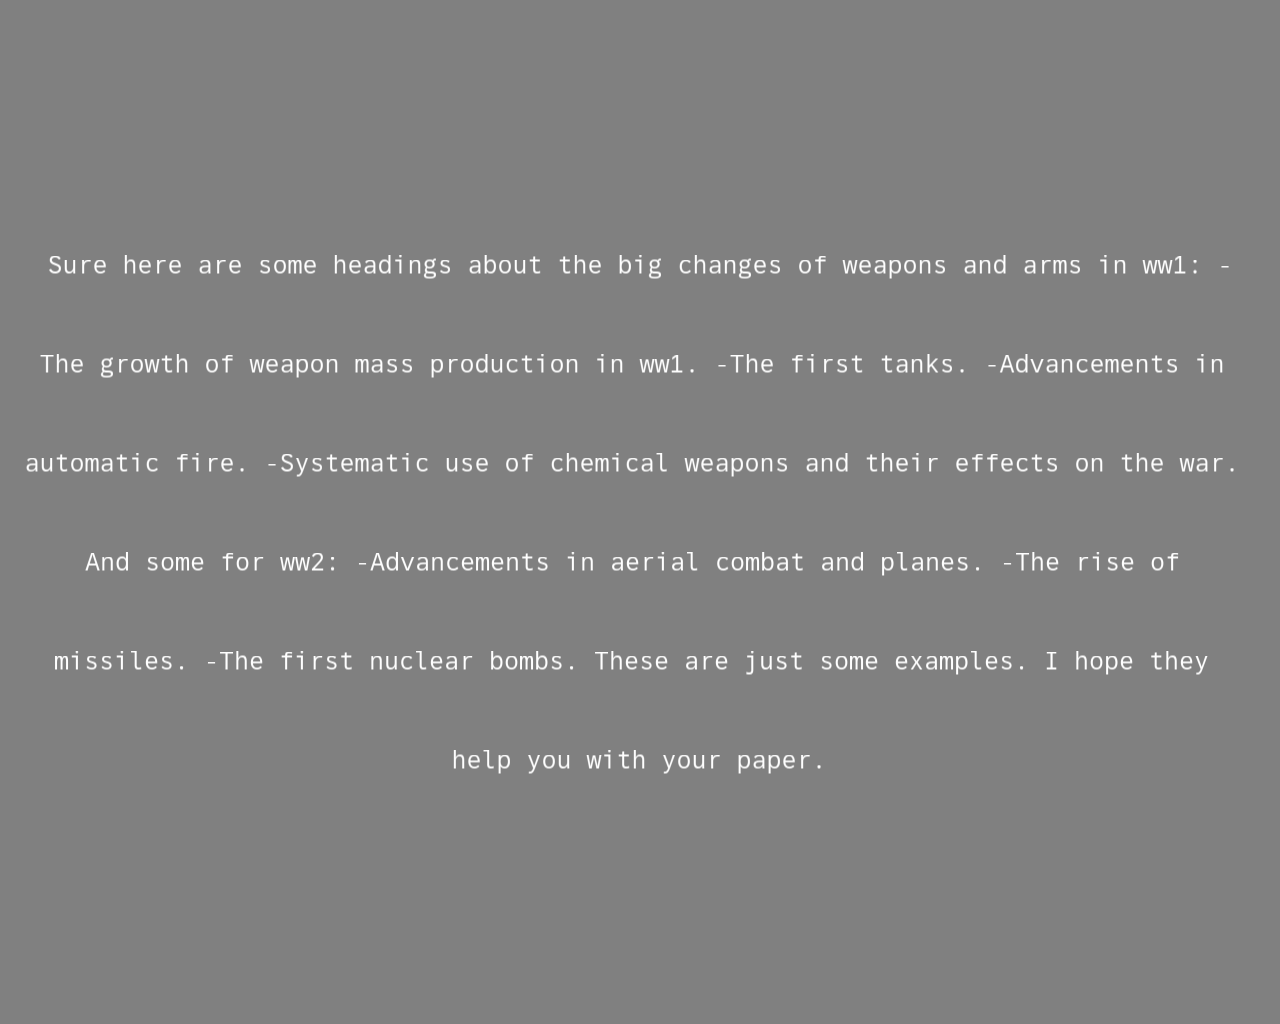 Sure here are some headings about the big changes of weapons and arms in ww1: -
The growth of weapon mass production in ww1. -The first tanks. -Advancements in
automatic fire. -Systematic use of chemical weapons and their effects on the war.
And some for ww2: -Advancements in aerial combat and planes. -The rise of
missiles. -The first nuclear bombs. These are just some examples. I hope they
help you with your paper.